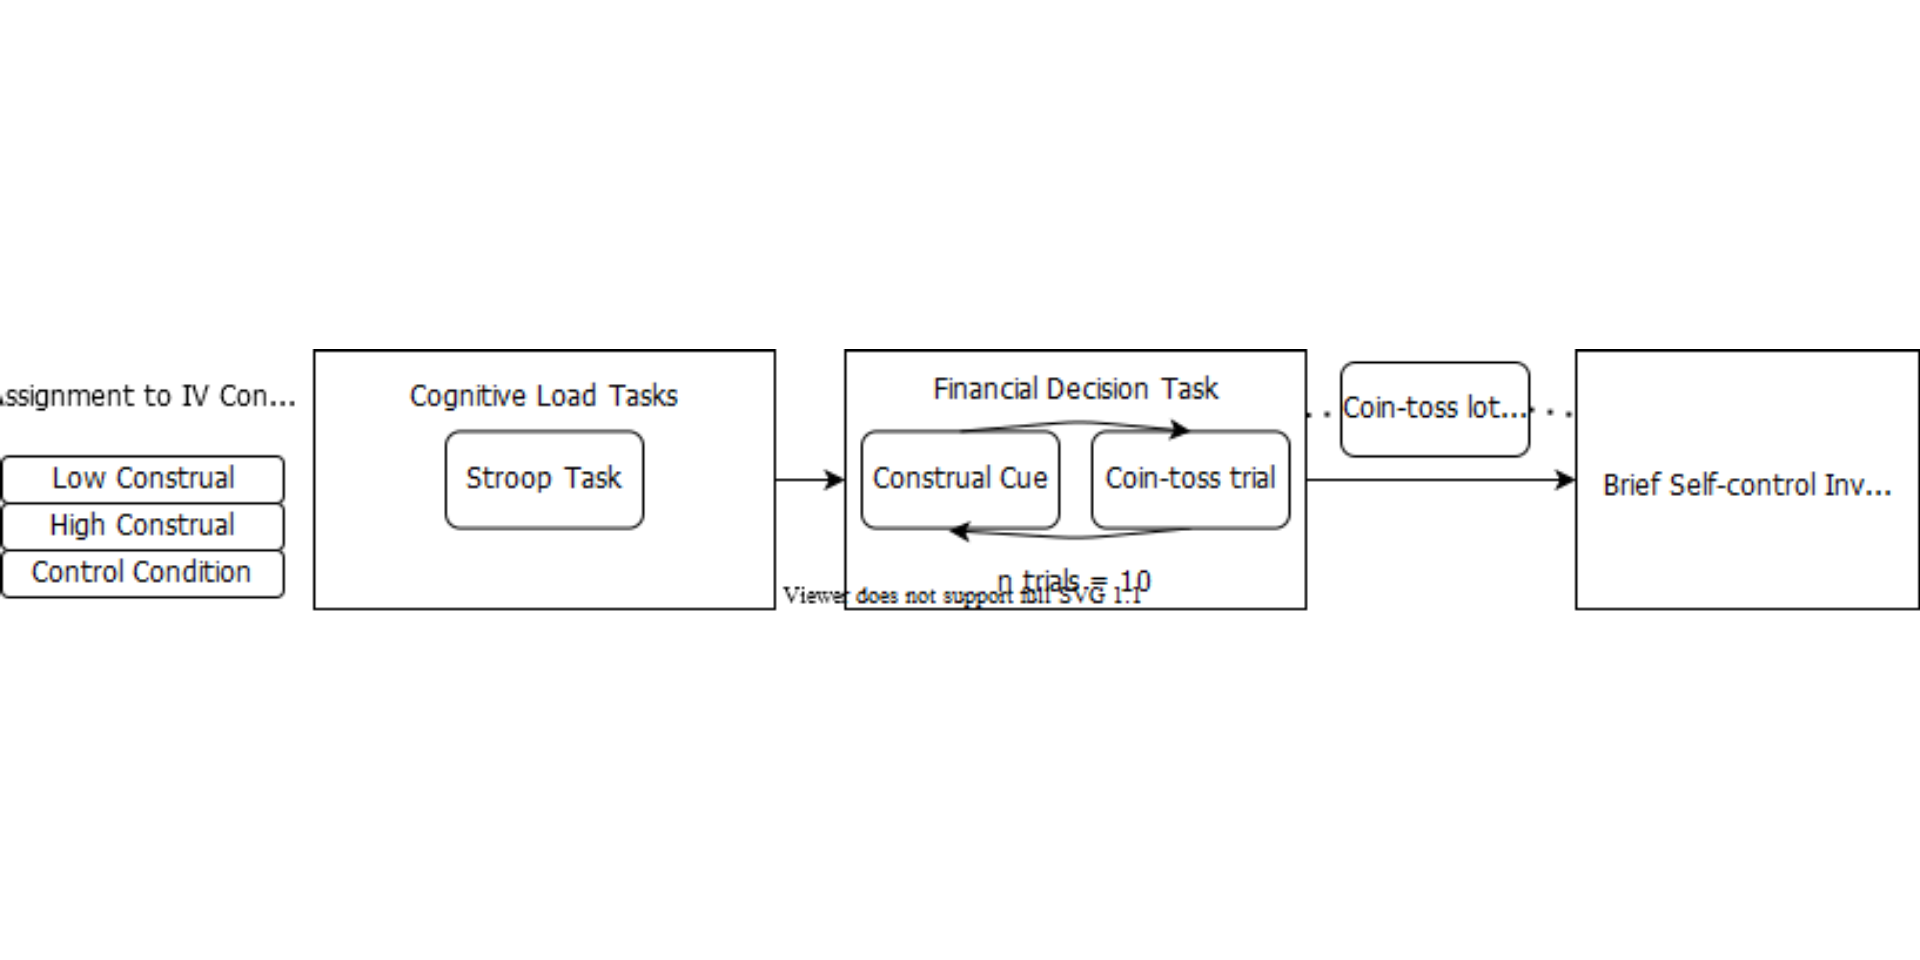 ssignment to IV Con...
Low Construal
High Construal
Control Condition
Cognitive Load Tasks
Stroop Task
Financial Decision Task
Construal Cue
Coin-toss trial
n trials = 10
Viewer does not support full SVG 1.1
Coin-toss lot...
Brief Self-control Inv...